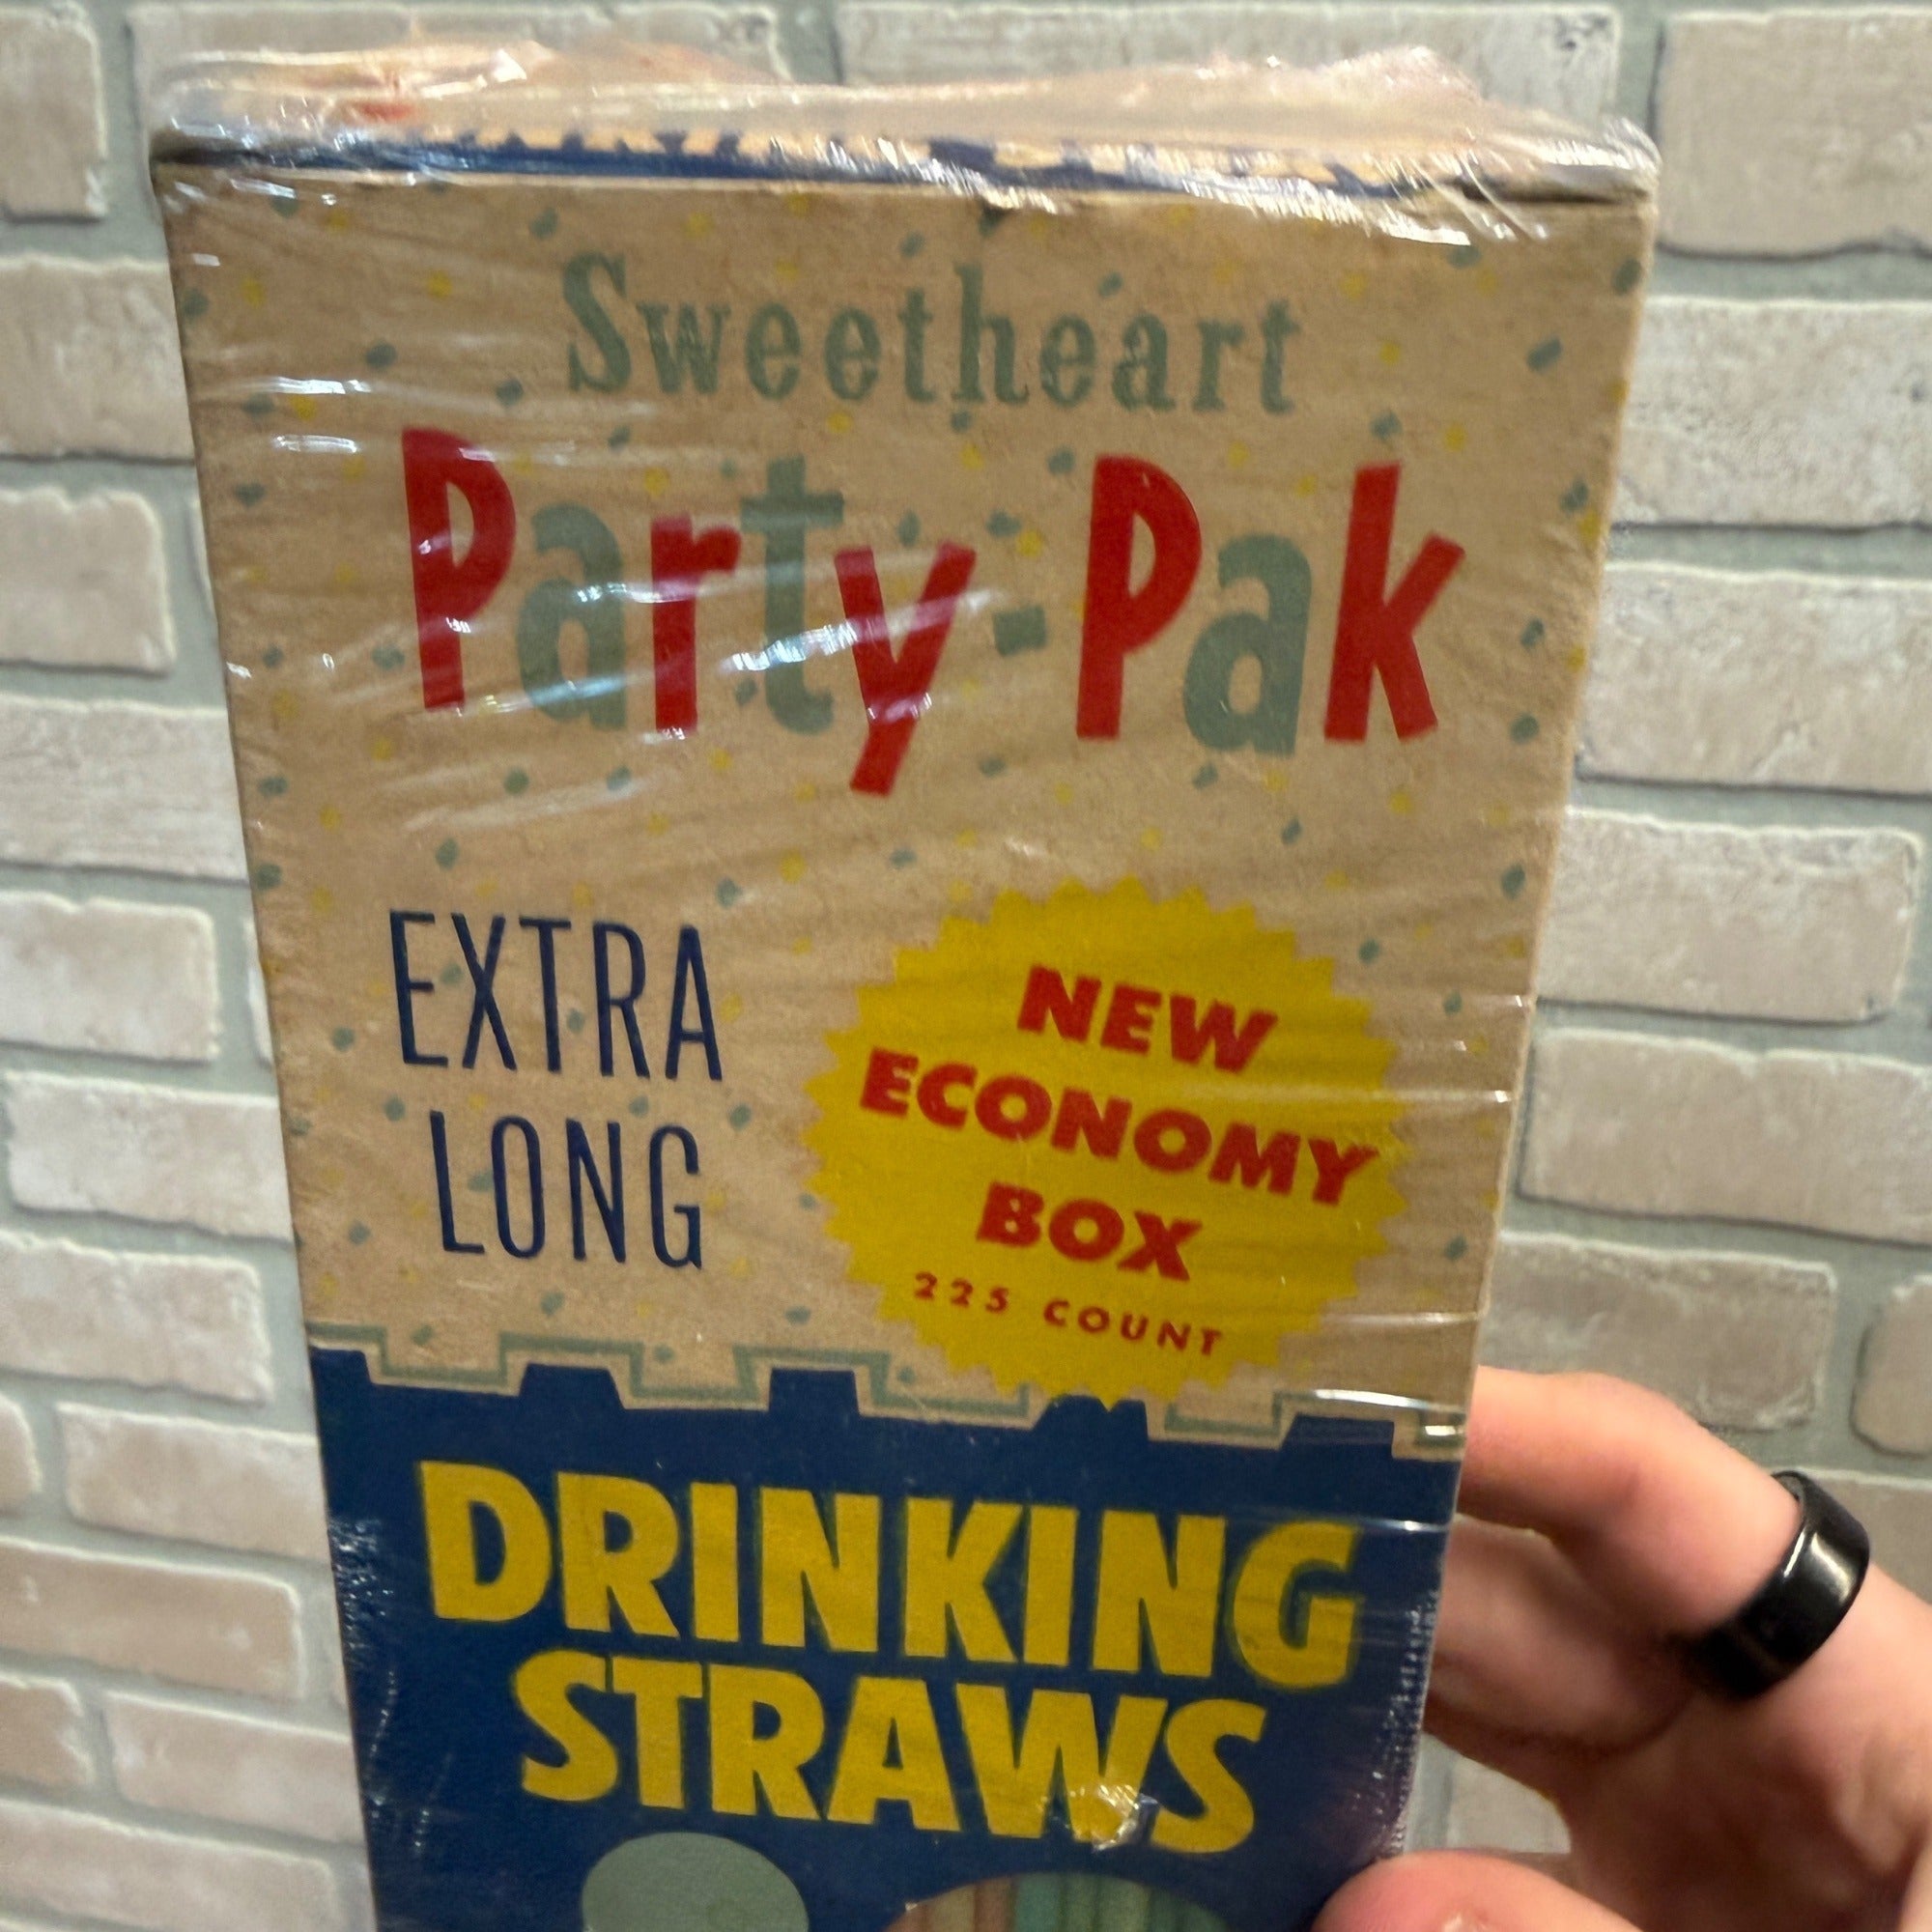 Sweetheart
Party-Pak
EXTRA
LONG
NEW
ECONOMY
BOX
225 COUNT
DRINKING
STRAWS